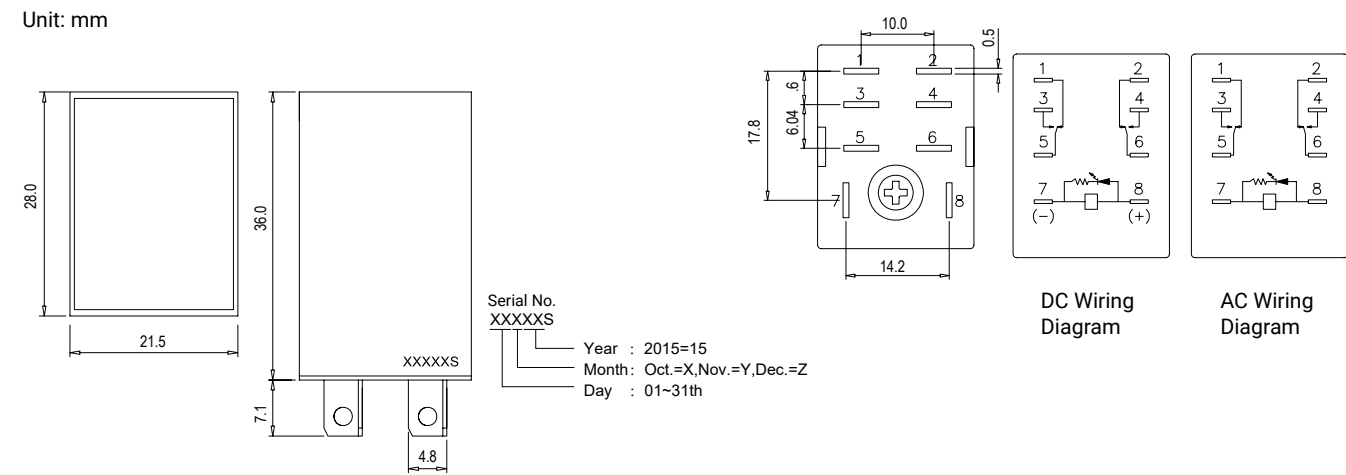 Unit: mm
28.0
21.5
36.0
7.1
4.8
XXXXXS
Serial No.
XXXXXS
Year : 2015=15
Month: Oct.=X,Nov.=Y,Dec.=Z
Day : 01~31th
10.0
0.5
17.8
.6
6.04
14.2
1 2
3 4
5 6
7 8
1 2
3 4
5 6
7 8
(-) (+)
DC Wiring
Diagram
1 2
3 4
5 6
7 8
AC Wiring
Diagram